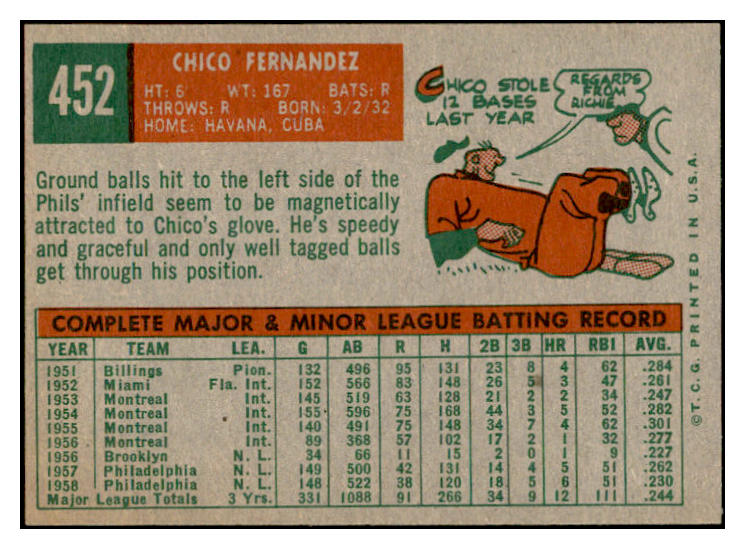 452
CHICO FERNANDEZ
HT: 6' WT: 167 BATS: R
THROWS: R BORN: 3/2/32
HOME: HAVANA, CUBA
CHICO STOLE
12 BASES
LAST YEAR
REGARDS
FROM
RICHIE
Ground balls hit to the left side of the
Phils' infield seem to be magnetically
attracted to Chico's glove. He's speedy
and graceful and only well tagged balls
get through his position.
COMPLETE MAJOR & MINOR LEAGUE BATTING RECORD
YEAR TEAM LEA. G AB R H 2B 3B HR RBI AVG.
1951 Billings Pion. 132 496 95 131 23 8 4 62 .284
1952 Miami Fla. Int. 152 566 83 148 26 5 3 47 .261
1953 Montreal Int. 145 519 63 128 21 2 2 34 .247
1954 Montreal Int. 155 596 75 168 44 3 5 52 .282
1955 Montreal Int. 140 491 75 148 34 7 4 62 .301
1956 Montreal Int. 89 368 57 102 17 2 1 32 .277
1956 Brooklyn N. L. 34 66 11 15 2 0 1 9 .227
1957 Philadelphia N. L. 149 500 42 131 14 4 5 51 .262
1958 Philadelphia N. L. 148 522 38 120 18 5 6 51 .230
Major League Totals 3 Yrs. 331 1088 91 266 34 9 12 111 .244
©T.C.G. PRINTED IN U.S.A.